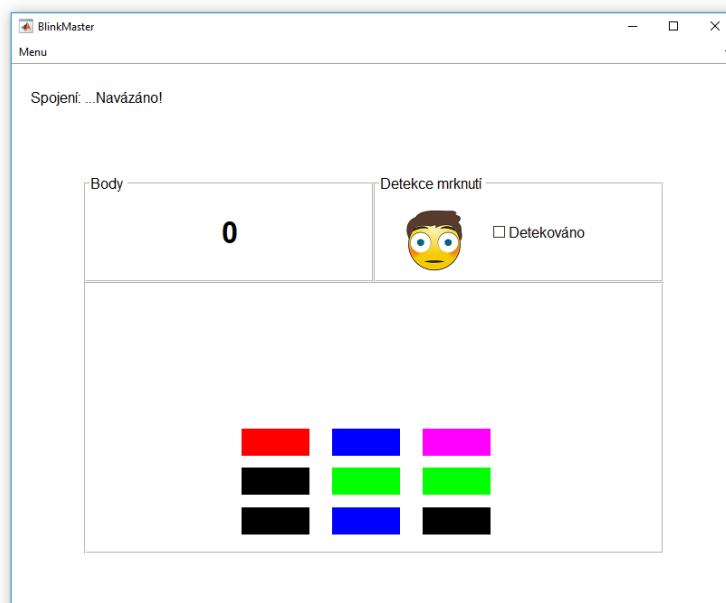 BlinkMaster
Menu
Spojení: ...Navázáno!
Body
Detekce mrknutí
0
Detekováno